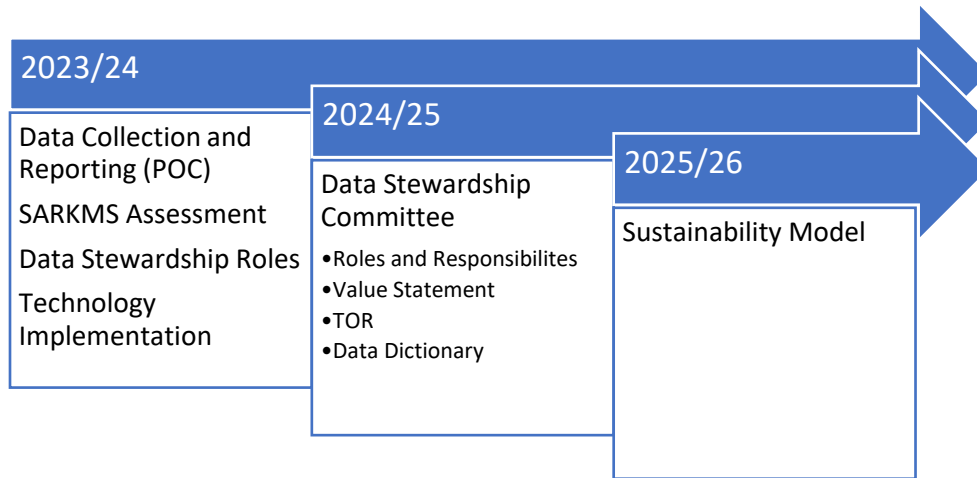 2023/24
Data Collection and
Reporting (POC)
SARKMS Assessment
Data Stewardship Roles
Technology
Implementation
2024/25
Data Stewardship
Committee
•Roles and Responsibilites
•Value Statement
•TOR
•Data Dictionary
2025/26
Sustainability Model